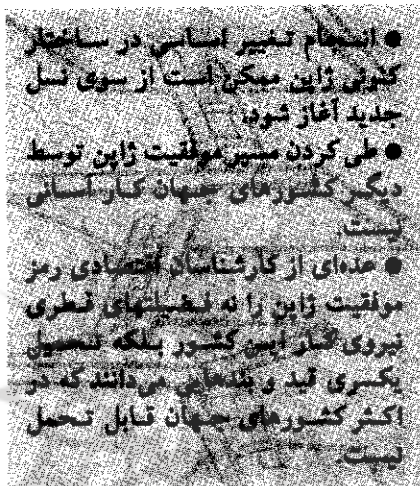 ● انسجام تغییر اساسی در ساختار
کنونی ژاپن ممکن است از سوی نسل
جدید آغاز شود.
● طی کردن مسیر موفقیت ژاپن توسط
دیگر کشورهای جهان کار آسانی
نیست.
● عده‌ای از کارشناسان اقتصادی رمز
موفقیت ژاپن را نه فضیلتهای فطری
نیروی کار این کشور بلکه تحمیل
یکسری قید و بندهایی می‌دانند که در
اکثر کشورهای جهان قابل تحمل
نیست.